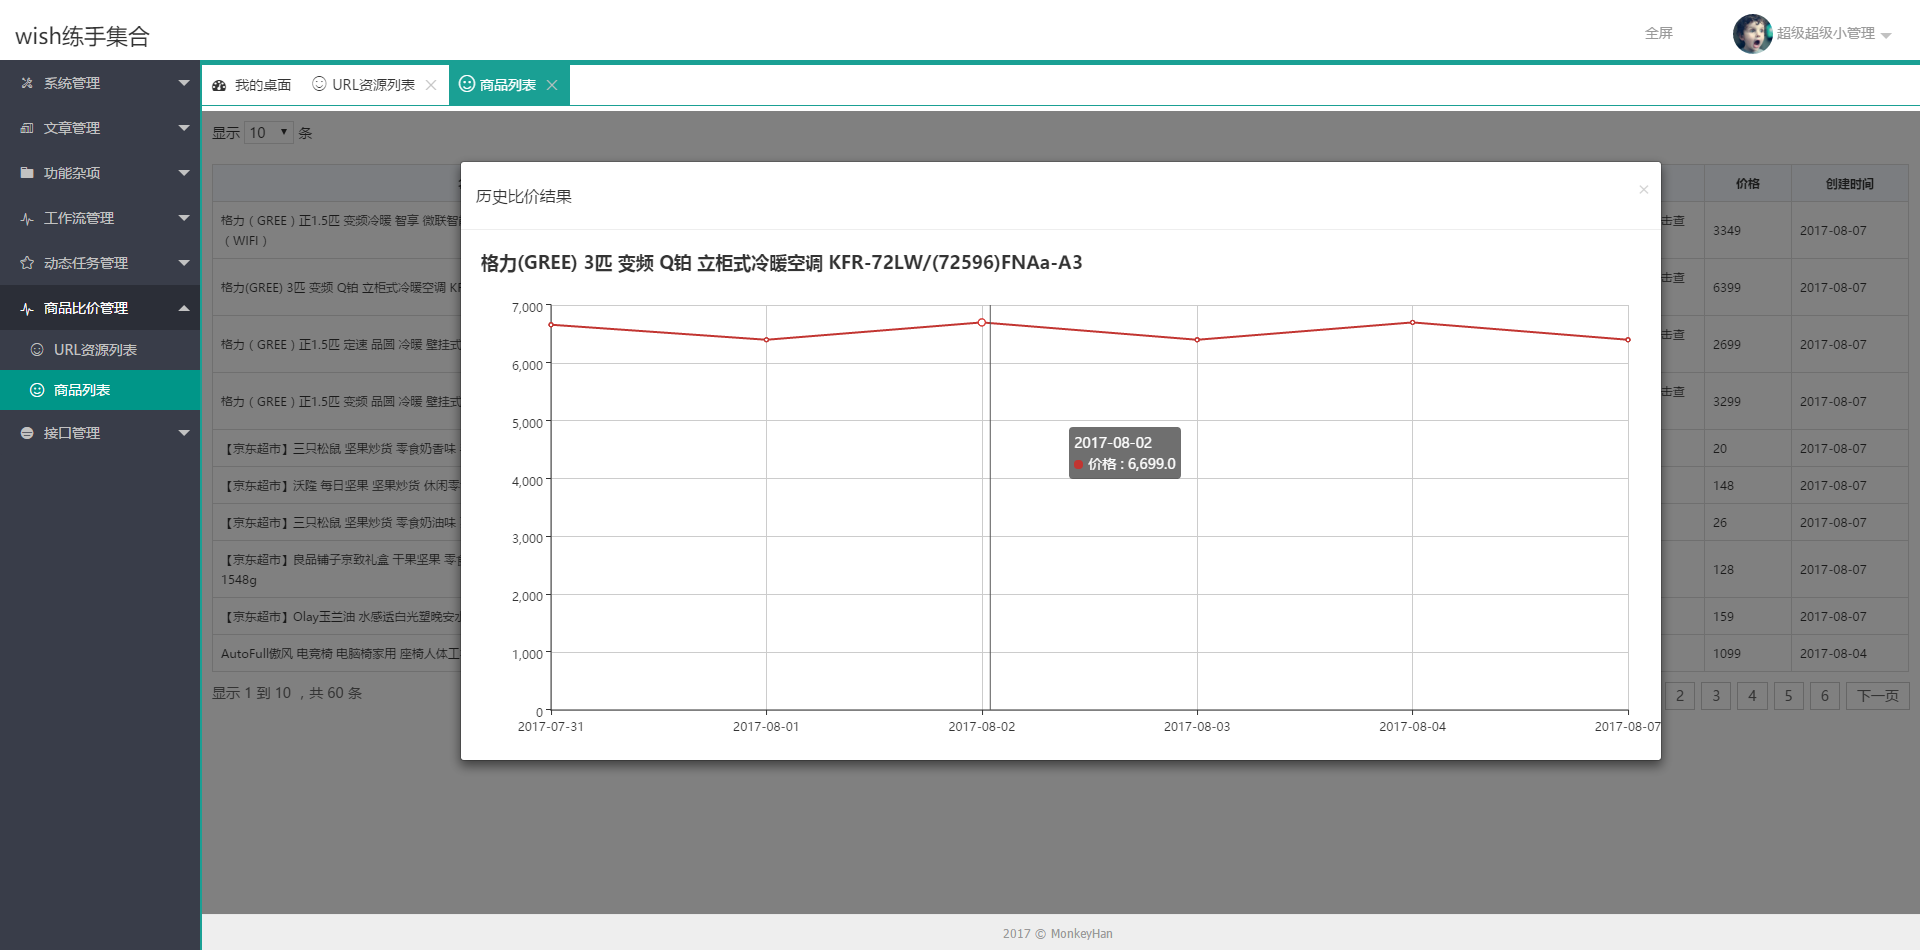 wish练手集合
全屏
超级超级小管理
系统管理
文章管理
功能杂项
工作流管理
动态任务管理
商品比价管理
URL资源列表
商品列表
接口管理
我的桌面
URL资源列表
商品列表
显示 10 条
价格
创建时间
格力（GREE）正1.5匹 变频冷暖 智享 微联智
（WIFI）
击查
3349
2017-08-07
格力(GREE) 3匹 变频 Q铂 立柜式冷暖空调
击查
6399
2017-08-07
格力（GREE）正1.5匹 定速 品圆 冷暖 壁挂式
击查
2699
2017-08-07
格力（GREE）正1.5匹 变频 品圆 冷暖 壁挂式
击查
3299
2017-08-07
【京东超市】三只松鼠 坚果炒货 零食奶香味
20
2017-08-07
【京东超市】沃隆 每日坚果 坚果炒货 休闲零
148
2017-08-07
【京东超市】三只松鼠 坚果炒货 零食奶油味
26
2017-08-07
【京东超市】良品铺子京致礼盒 干果坚果 零
1548g
128
2017-08-07
【京东超市】Olay玉兰油 水感透白光塑晚安
159
2017-08-07
AutoFull傲风 电竞椅 电脑椅家用 座椅人体工
1099
2017-08-04
显示 1 到 10 ，共 60 条
2
3
4
5
6
下一页
历史比价结果
×
格力(GREE) 3匹 变频 Q铂 立柜式冷暖空调 KFR-72LW/(72596)FNAa-A3
7,000
6,000
5,000
4,000
3,000
2,000
1,000
0
2017-07-31
2017-08-01
2017-08-02
2017-08-03
2017-08-04
2017-08-07
2017-08-02
价格 : 6,699.0
2017 © MonkeyHan